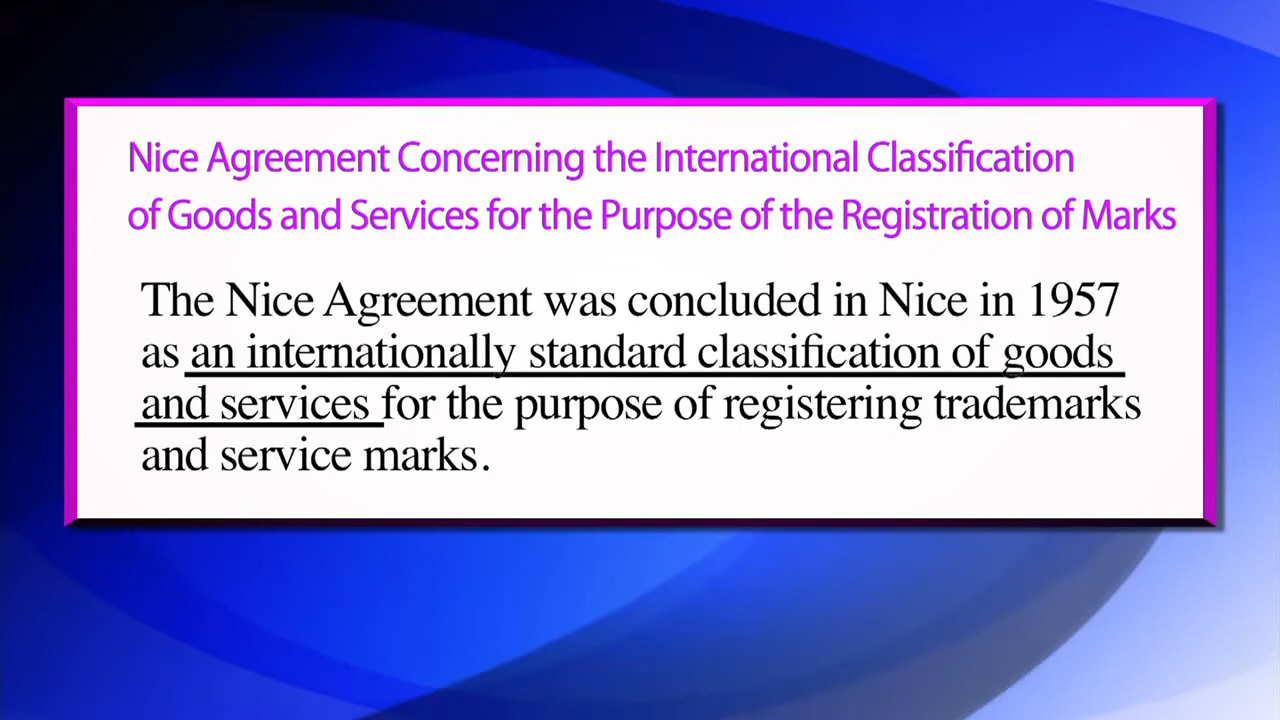 Nice Agreement Concerning the International Classification
of Goods and Services for the Purpose of the Registration of Marks
The Nice Agreement was concluded in Nice in 1957
as an internationally standard classification of goods
and services for the purpose of registering trademarks
and service marks.